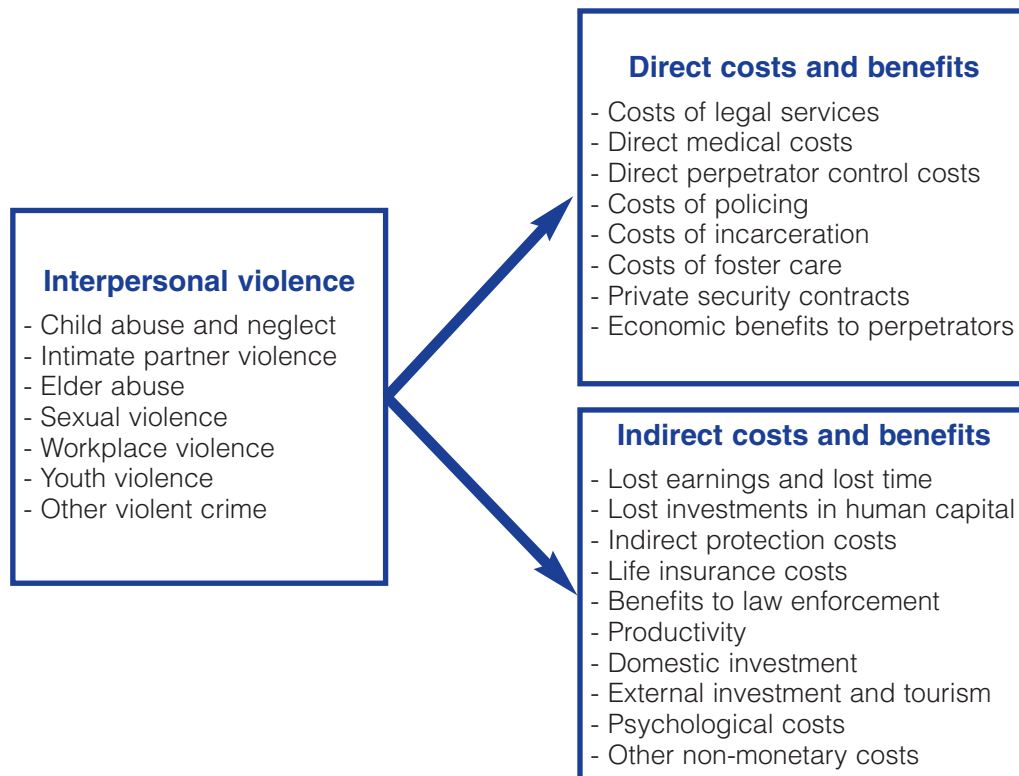 Interpersonal violence
- Child abuse and neglect
- Intimate partner violence
- Elder abuse
- Sexual violence
- Workplace violence
- Youth violence
- Other violent crime
Direct costs and benefits
- Costs of legal services
- Direct medical costs
- Direct perpetrator control costs
- Costs of policing
- Costs of incarceration
- Costs of foster care
- Private security contracts
- Economic benefits to perpetrators
Indirect costs and benefits
- Lost earnings and lost time
- Lost investments in human capital
- Indirect protection costs
- Life insurance costs
- Benefits to law enforcement
- Productivity
- Domestic investment
- External investment and tourism
- Psychological costs
- Other non-monetary costs